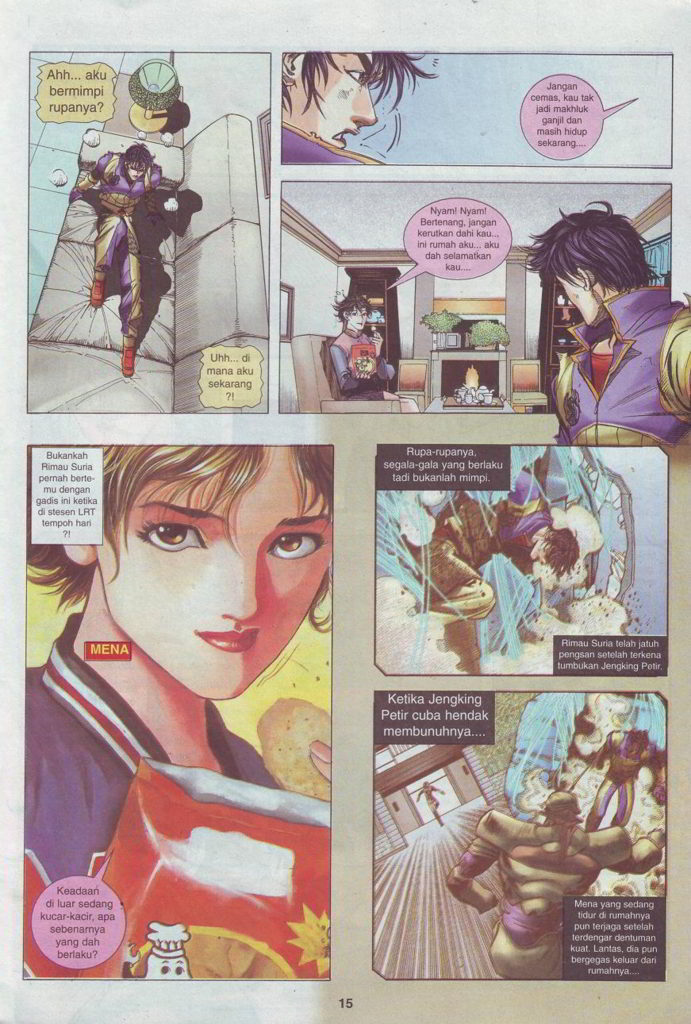 Ahh... aku
bermimpi
rupanya?
Uhh... di
mana aku
sekarang
?!
Jangan
cemas, kau tak
jadi makhluk
ganjil dan
masih hidup
sekarang....
Nyam! Nyam!
Bertenang, jangan
kerutkan dahi kau...
ini rumah aku... aku
dah selamatkan
kau....
Bukankah
Rimau Suria
pernah berte-
mu dengan
gadis ini ketika
di stesen LRT
tempoh hari
?!
MENA
Keadaan
di luar sedang
kucar-kacir, apa
sebenarnya
yang dah
berlaku?
Rupa-rupanya,
segala-gala yang berlaku
tadi bukanlah mimpi.
Rimau Suria telah jatuh
pengsan setelah terkena
tumbukan Jengking Petir.
Ketika Jengking
Petir cuba hendak
membunuhnya....
Mena yang sedang
tidur di rumahnya
pun terjaga setelah
terdengar dentuman
kuat. Lantas, dia pun
bergegas keluar dari
rumahnya....
15